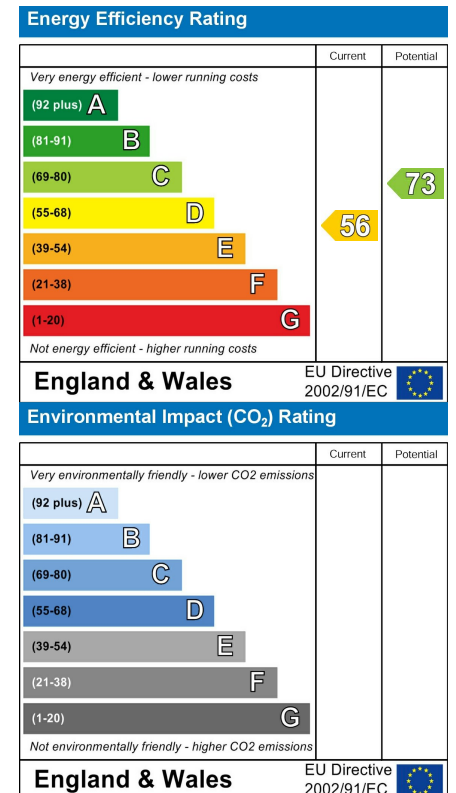 Energy Efficiency Rating
Current Potential
Very energy efficient - lower running costs
(92 plus) A
(81-91) B
(69-80) C
73
(55-68) D
56
(39-54) E
(21-38) F
(1-20) G
Not energy efficient - higher running costs
England & Wales
EU Directive
2002/91/EC
Environmental Impact (CO₂) Rating
Current Potential
Very environmentally friendly - lower CO2 emissions
(92 plus) A
(81-91) B
(69-80) C
(55-68) D
(39-54) E
(21-38) F
(1-20) G
Not environmentally friendly - higher CO2 emissions
England & Wales
EU Directive
2002/91/EC